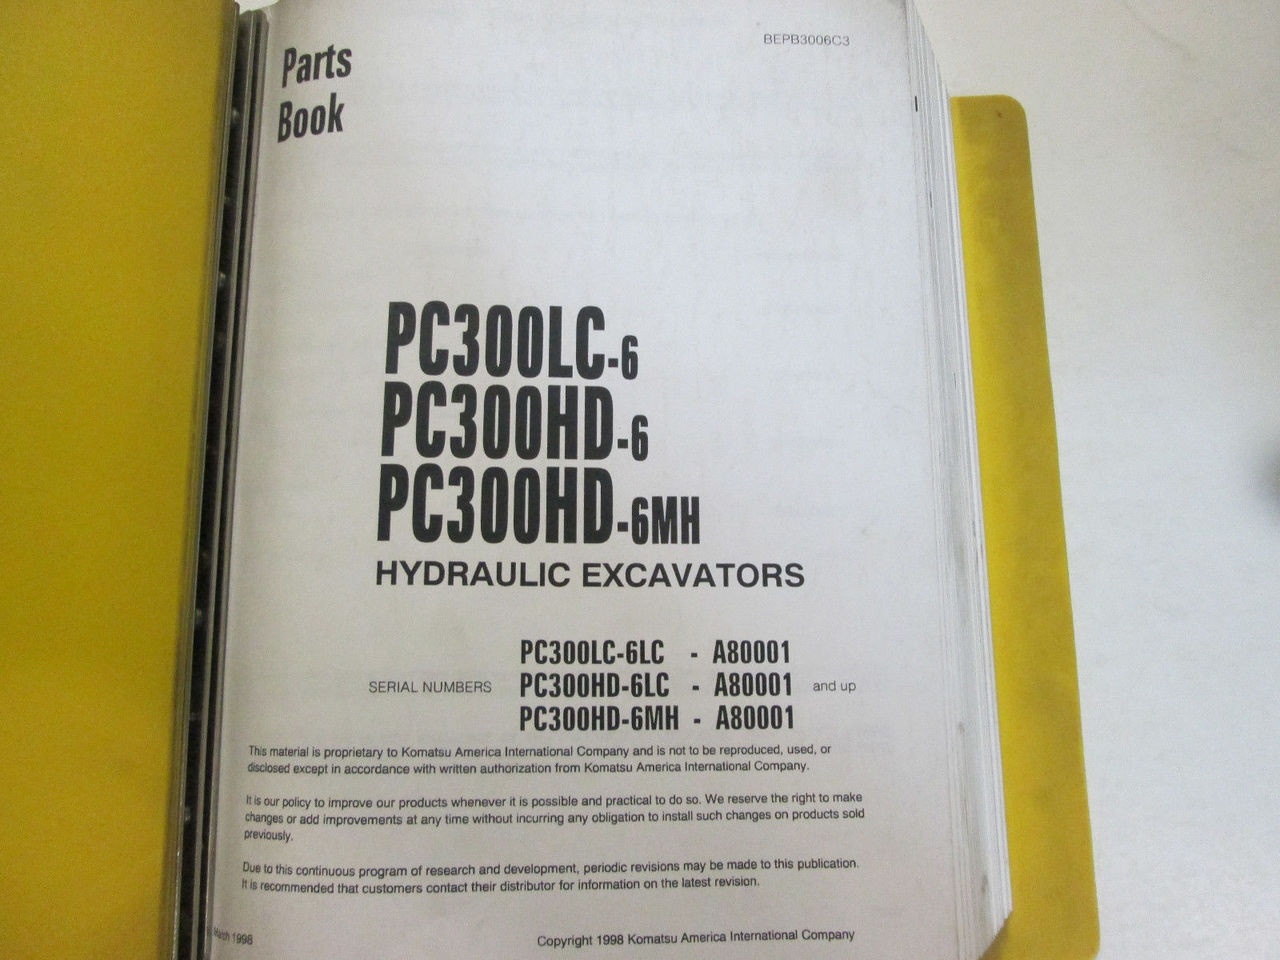 BEPB3006C3
Parts
Book
PC300LC-6
PC300HD-6
PC300HD-6MH
HYDRAULIC EXCAVATORS
PC300LC-6LC - A80001
SERIAL NUMBERS PC300HD-6LC - A80001 and up
PC300HD-6MH - A80001
This material is proprietary to Komatsu America International Company and is not to be reproduced, used, or
disclosed except in accordance with written authorization from Komatsu America International Company.
It is our policy to improve our products whenever it is possible and practical to do so. We reserve the right to make
changes or add improvements at any time without incurring any obligation to install such changes on products sold
previously.
Due to this continuous program of research and development, periodic revisions may be made to this publication.
It is recommended that customers contact their distributor for information on the latest revision.
March 1998
Copyright 1998 Komatsu America International Company